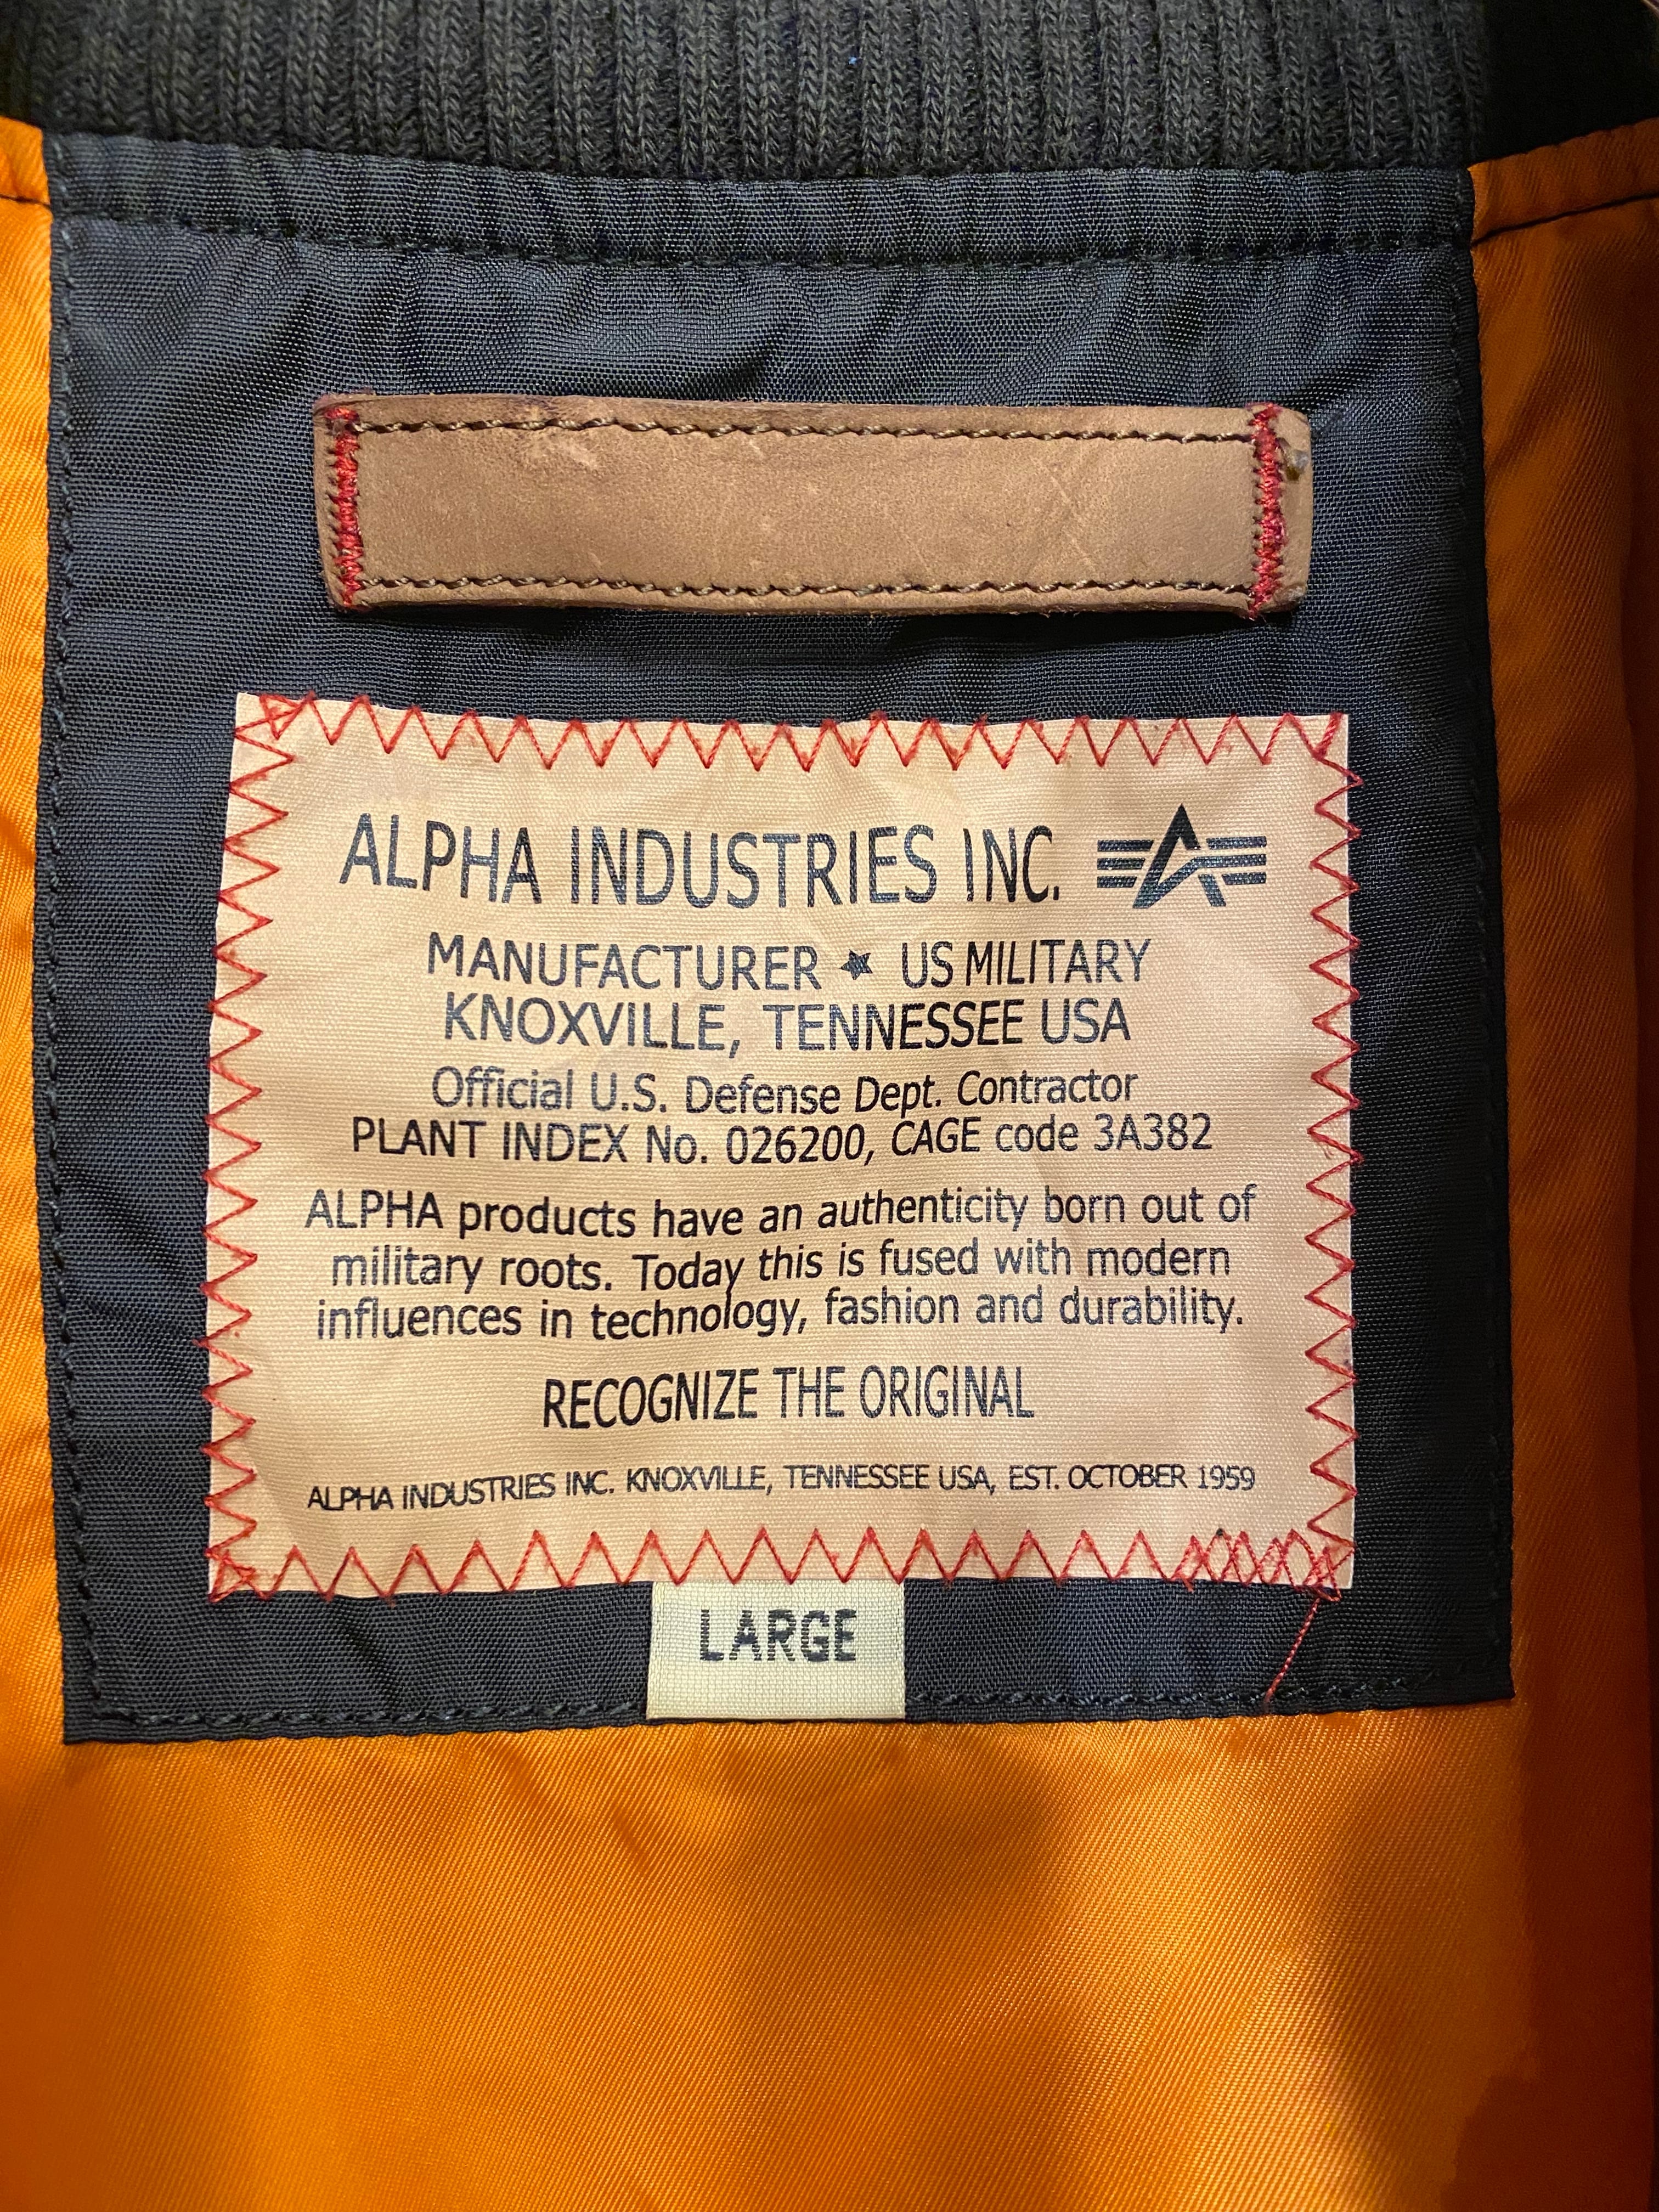 ALPHA INDUSTRIES INC.
MANUFACTURER ★ US MILITARY
KNOXVILLE, TENNESSEE USA
Official U.S. Defense Dept. Contractor
PLANT INDEX No. 026200, CAGE code 3A382
ALPHA products have an authenticity born out of
military roots. Today this is fused with modern
influences in technology, fashion and durability.
RECOGNIZE THE ORIGINAL
ALPHA INDUSTRIES INC. KNOXVILLE, TENNESSEE USA, EST. OCTOBER 1959
LARGE